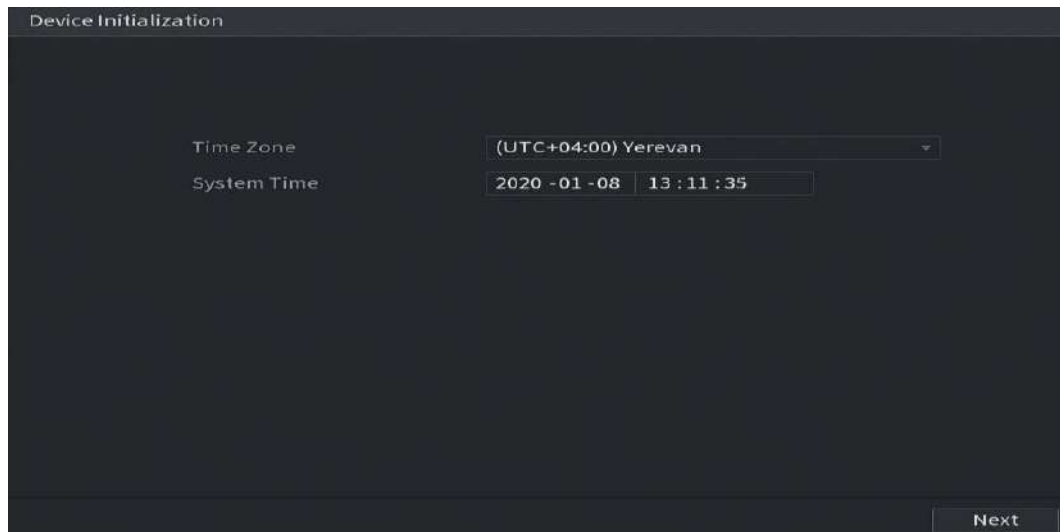 Device Initialization
Time Zone (UTC+04:00) Yerevan
System Time 2020 -01 -08 13 : 11 : 35
Next